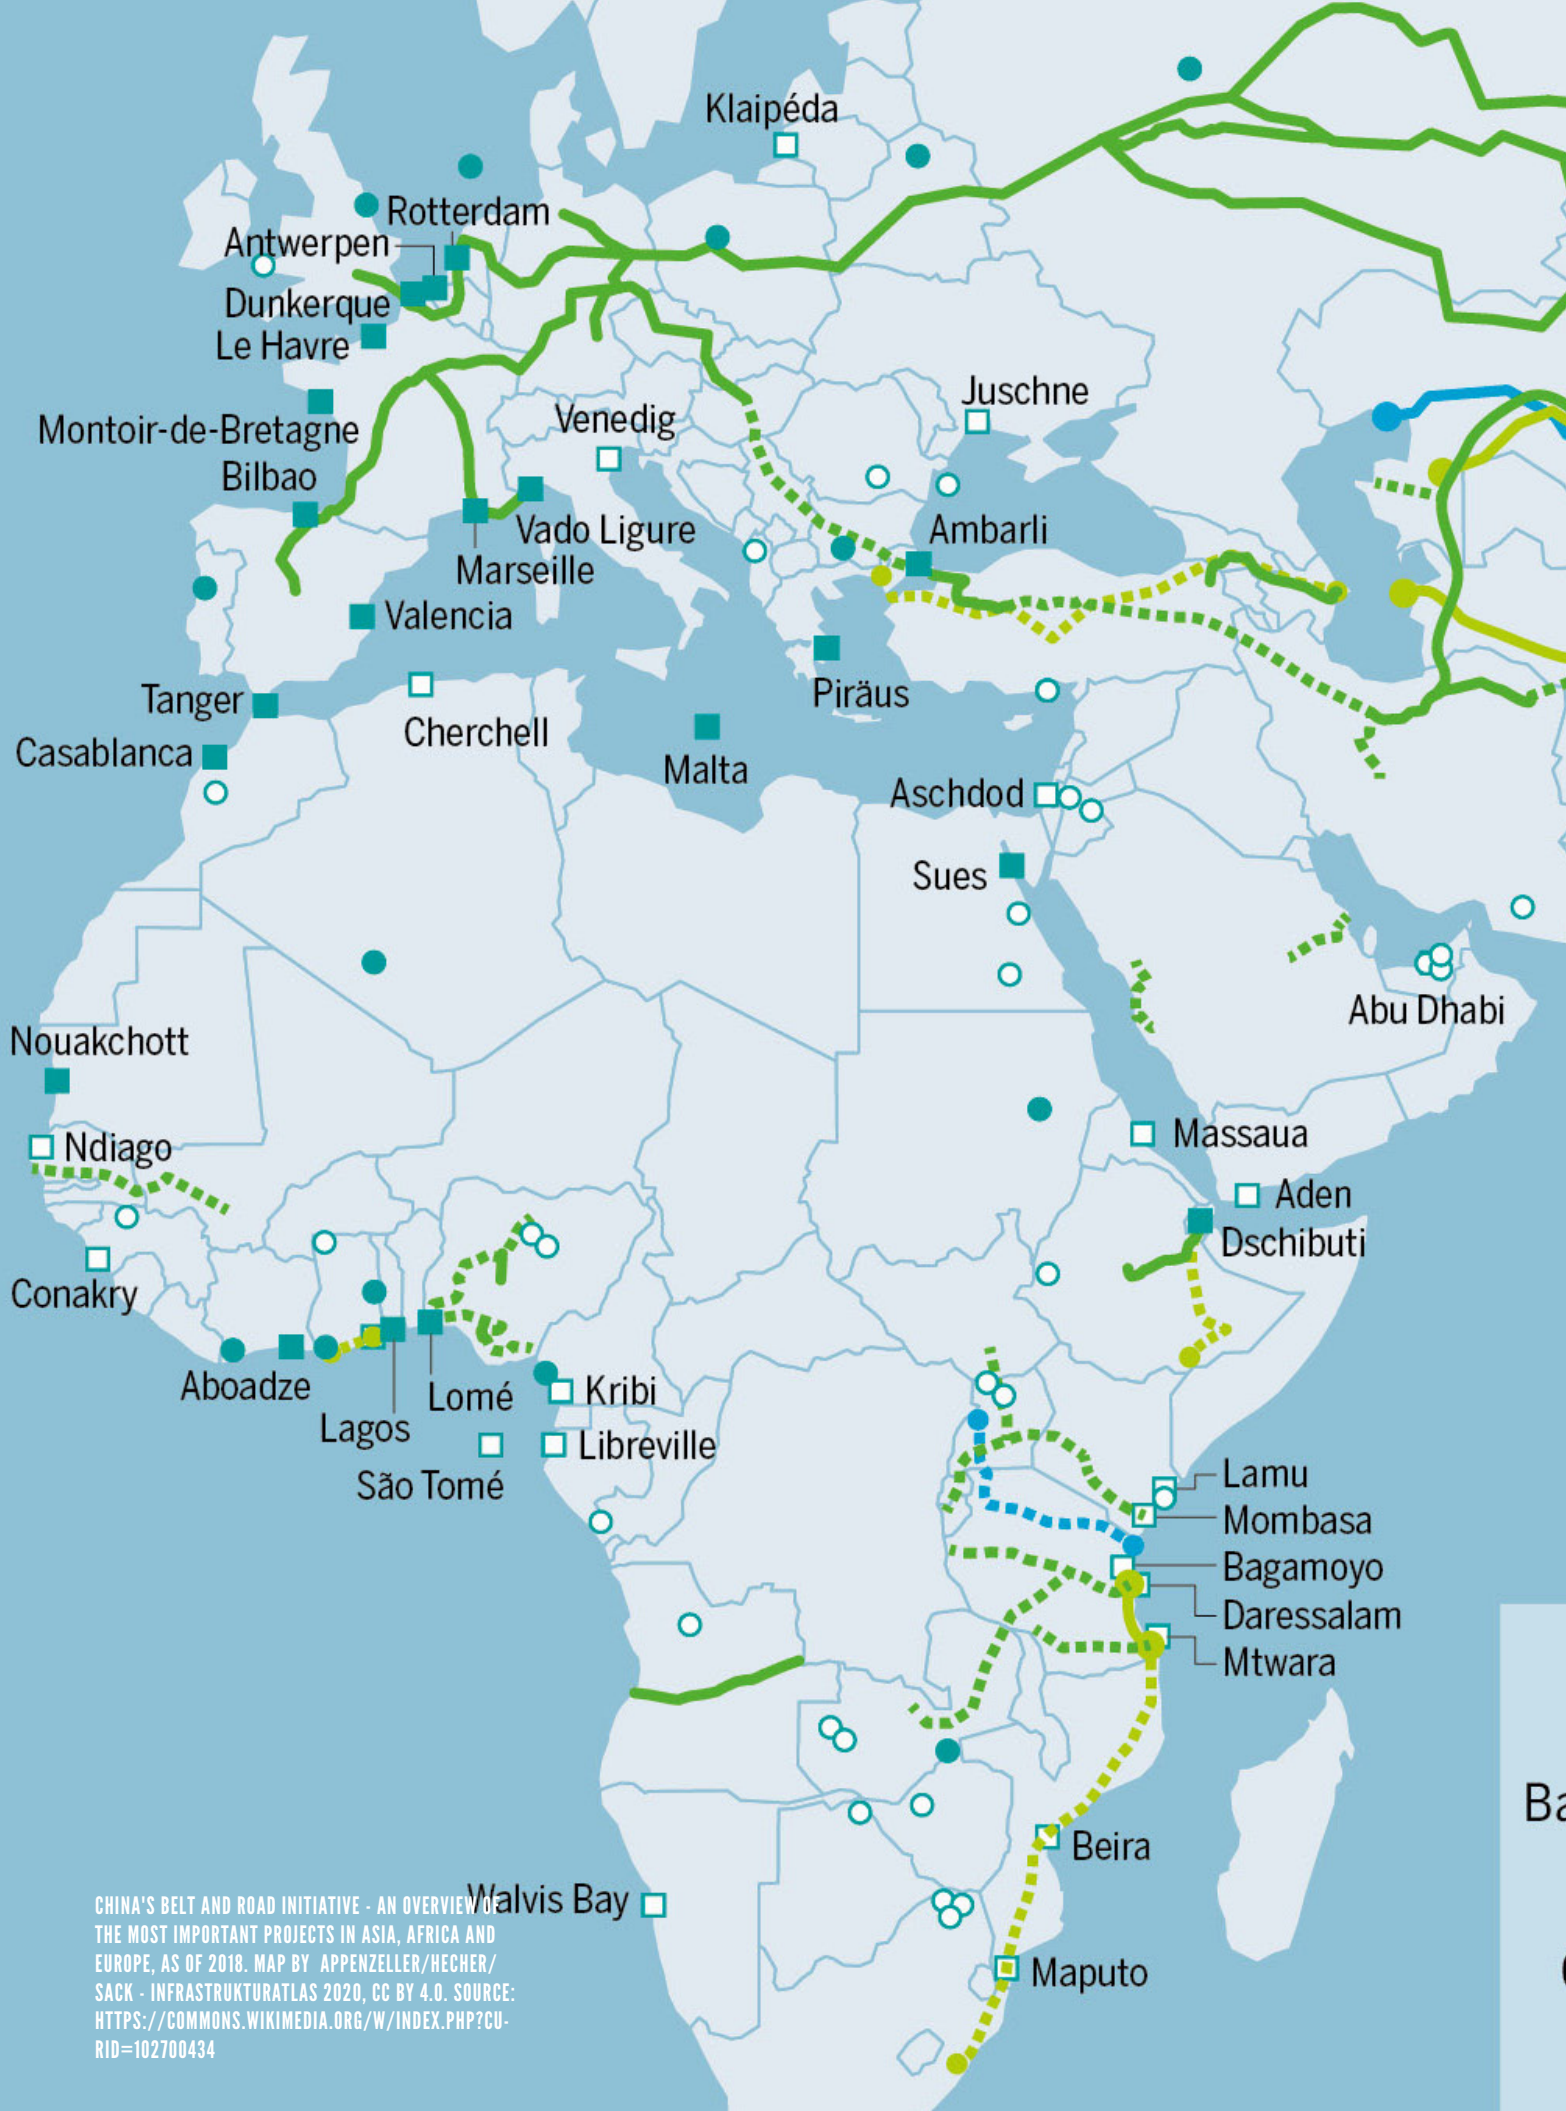 Klaipéda
Rotterdam
Antwerpen
Dunkerque
Le Havre
Juschne
Montoir-de-Bretagne
Venedig
Bilbao
Vado Ligure
Ambarli
Marseille
Valencia
Tanger
Piräus
Cherchell
Casablanca
Malta
Aschdod
Sues
Abu Dhabi
Nouakchott
Massaua
Ndiago
Aden
Dschibuti
Conakry
Aboadze
Lomé
Kribi
Lagos
Libreville
São Tomé
Lamu
Mombasa
Bagamoyo
Daressalam
Mtwara
Ba
Beira
Walvis Bay
Maputo
CHINA'S BELT AND ROAD INITIATIVE - AN OVERVIEW OF
THE MOST IMPORTANT PROJECTS IN ASIA, AFRICA AND
EUROPE, AS OF 2018. MAP BY APPENZELLER/HECHER/
SACK - INFRASTRUKTURATLAS 2020, CC BY 4.0. SOURCE:
HTTPS://COMMONS.WIKIMEDIA.ORG/W/INDEX.PHP?CU-
RID=102700434